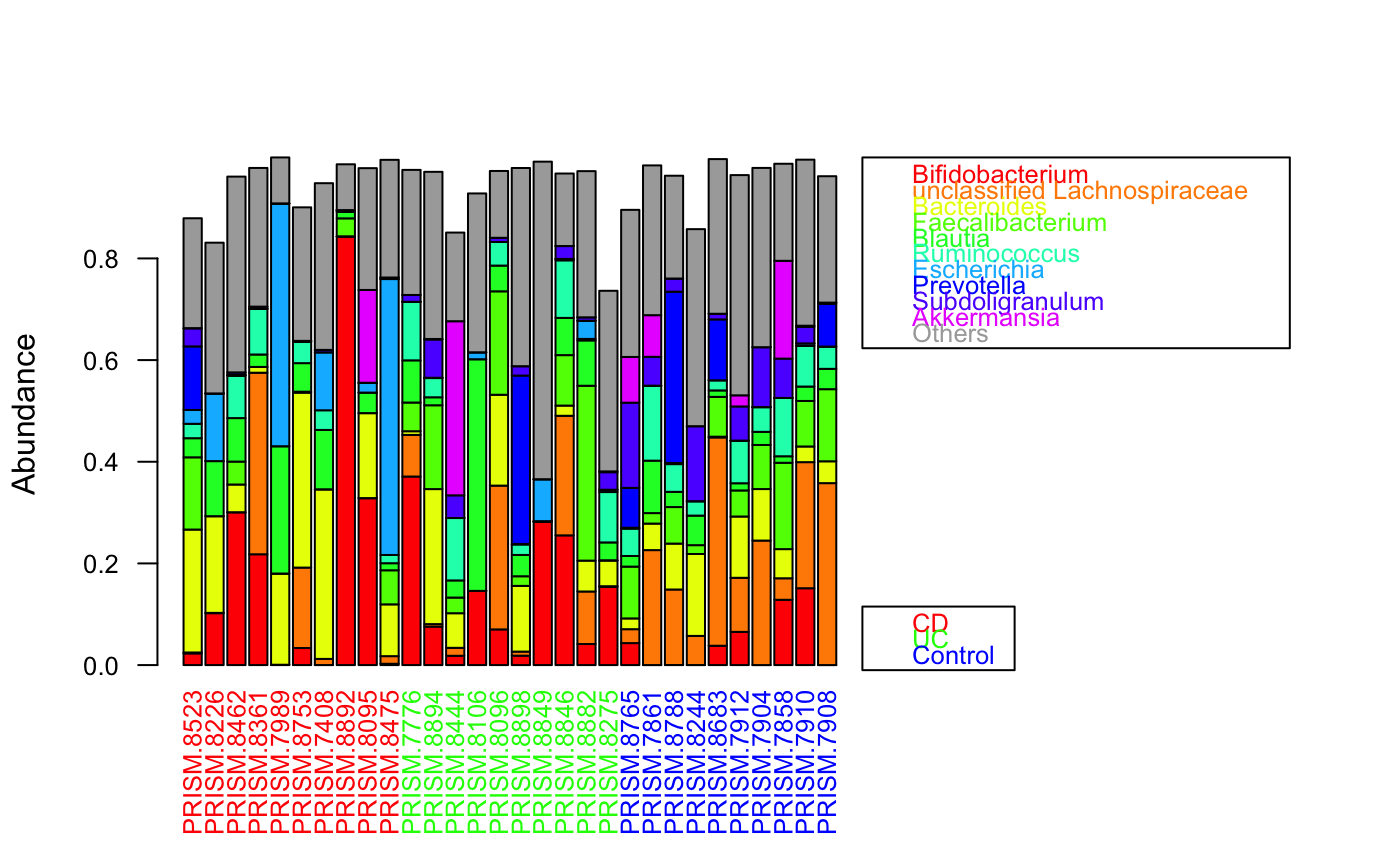 Abundance
0.8
0.6
0.4
0.2
0.0
Bifidobacterium
unclassified Lachnospiraceae
Bacteroides
Faecalibacterium
Blautia
Ruminococcus
Escherichia
Prevotella
Subdoligranulum
Akkermansia
Others
CD
UC
Control
PRISM.8523
PRISM.8226
PRISM.8462
PRISM.8361
PRISM.7989
PRISM.8753
PRISM.7408
PRISM.8892
PRISM.8095
PRISM.8475
PRISM.7776
PRISM.8894
PRISM.8444
PRISM.8106
PRISM.8096
PRISM.8898
PRISM.8849
PRISM.8846
PRISM.8882
PRISM.8275
PRISM.8765
PRISM.7861
PRISM.8788
PRISM.8244
PRISM.8683
PRISM.7912
PRISM.7904
PRISM.7858
PRISM.7910
PRISM.7908